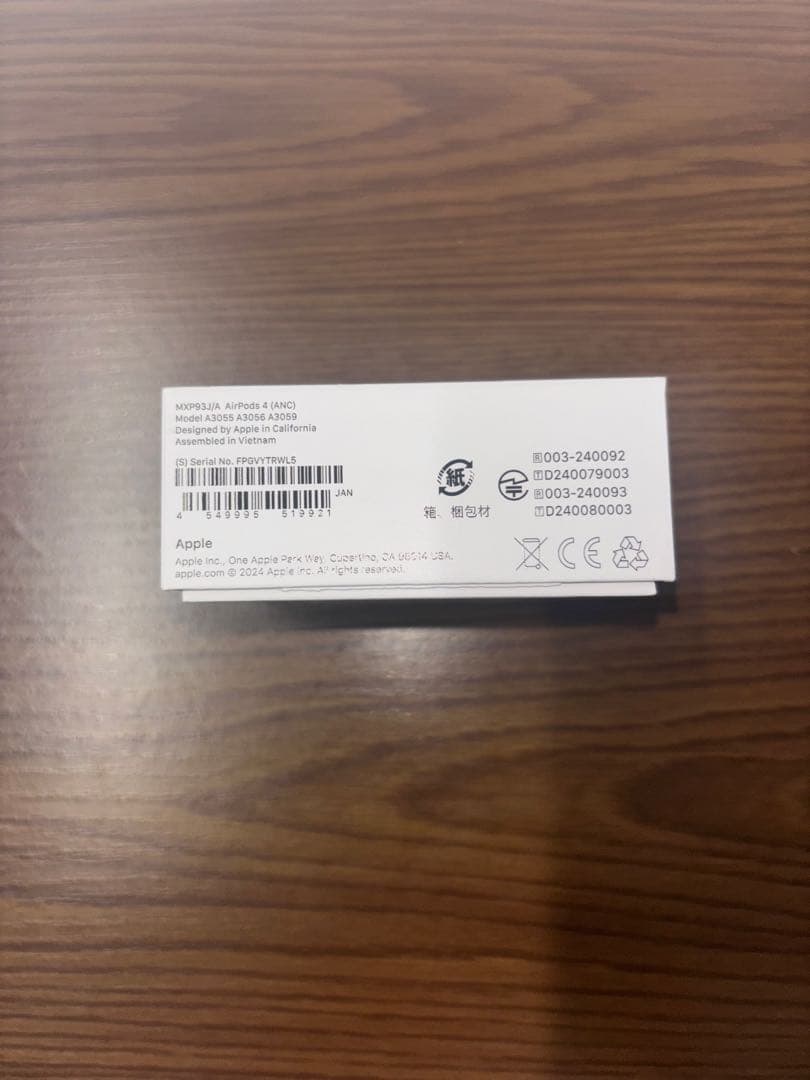 MXP93J/A AirPods 4 (ANC)
Model A3055 A3056 A3059
Designed by Apple in California
Assembled in Vietnam
(S) Serial No. FPGVYTRWL5
JAN
4 549995 519921
Apple
Apple Inc., One Apple Park Way, Cupertino, CA 95014 USA.
apple.com © 2024 Apple Inc. All rights reserved.
紙
箱、梱包材
R 003-240092
T D240079003
R 003-240093
T D240080003
CE